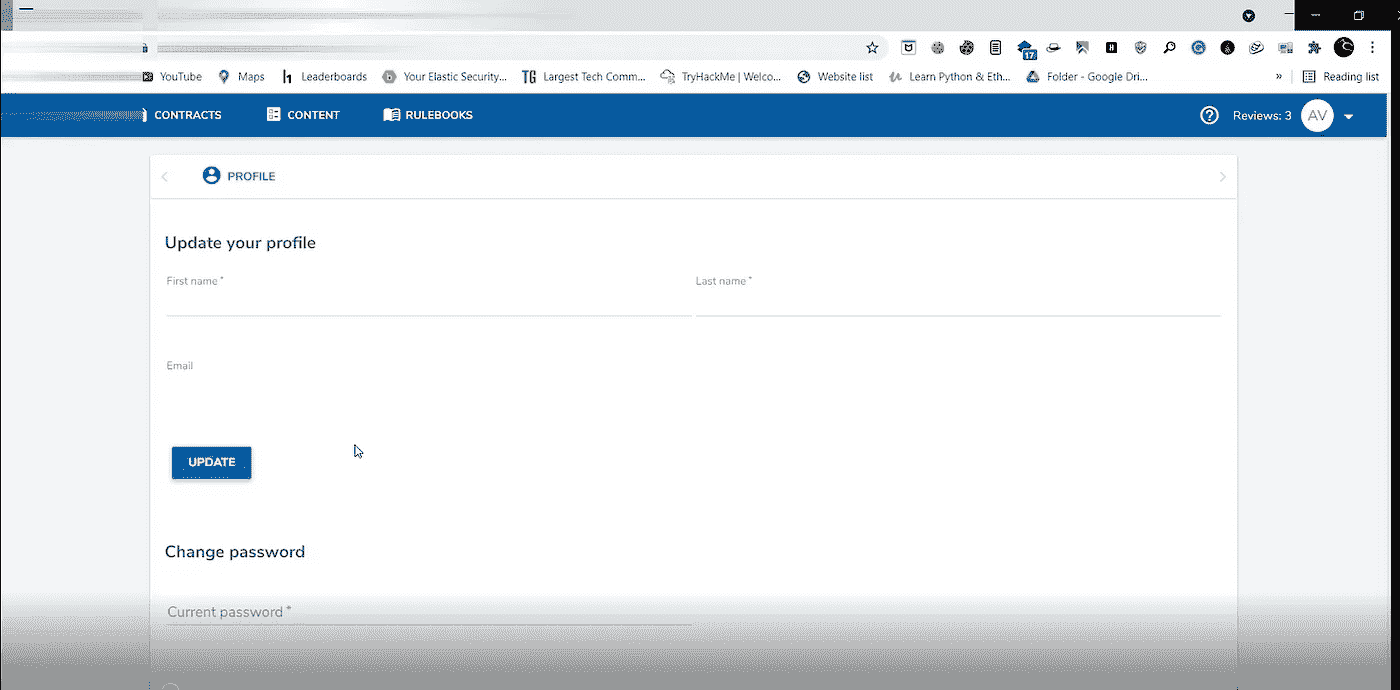 17
YouTube Maps Leaderboards Your Elastic Security... TG Largest Tech Comm... TryHackMe | Welco... Website list Learn Python & Eth... Folder - Google Dri... » Reading list
CONTRACTS CONTENT RULEBOOKS ? Reviews: 3 AV
PROFILE
Update your profile
First name * Last name *
Email
UPDATE
Change password
Current password *